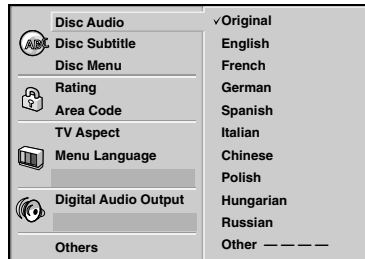 Disc Audio
Disc Subtitle
Disc Menu
Rating
Area Code
TV Aspect
Menu Language
Digital Audio Output
Others
ABC
✓Original
English
French
German
Spanish
Italian
Chinese
Polish
Hungarian
Russian
Other — — — —